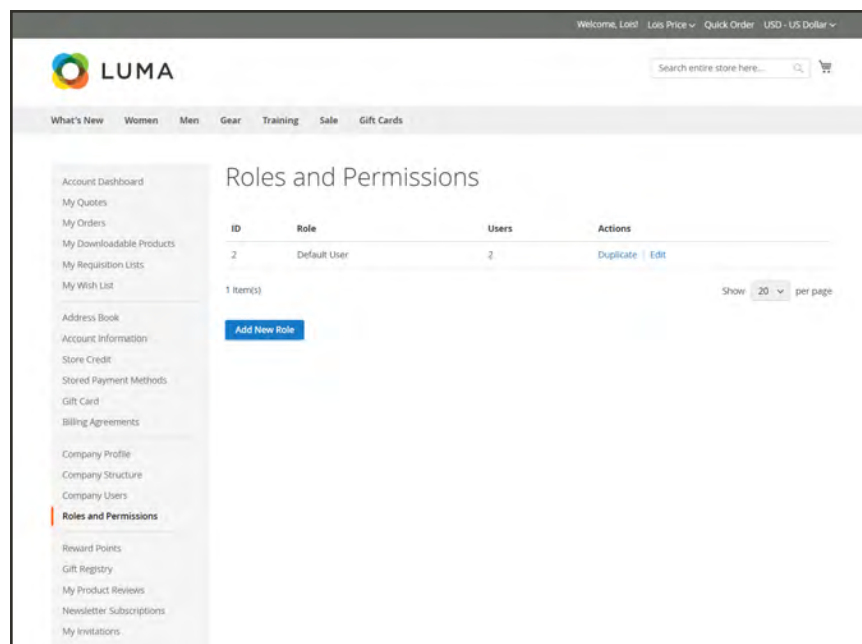 Welcome, Lois! Lois Price Quick Order USD - US Dollar
LUMA
Search entire store here...
What's New Women Men Gear Training Sale Gift Cards
Account Dashboard
My Quotes
My Orders
My Downloadable Products
My Requisition Lists
My Wish List
Address Book
Account Information
Store Credit
Stored Payment Methods
Gift Card
Billing Agreements
Company Profile
Company Structure
Company Users
Roles and Permissions
Reward Points
Gift Registry
My Product Reviews
Newsletter Subscriptions
My Invitations
Roles and Permissions
ID Role Users Actions
2 Default User 2 Duplicate | Edit
1 Item(s)
Show 20 per page
Add New Role